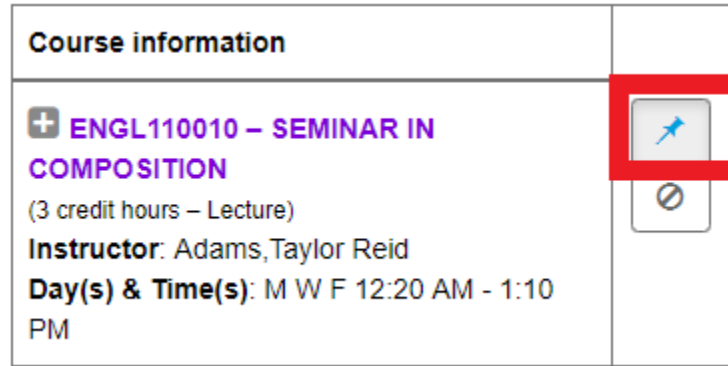 Course information
ENGL110010 – SEMINAR IN
COMPOSITION
(3 credit hours – Lecture)
Instructor: Adams,Taylor Reid
Day(s) & Time(s): M W F 12:20 AM - 1:10
PM